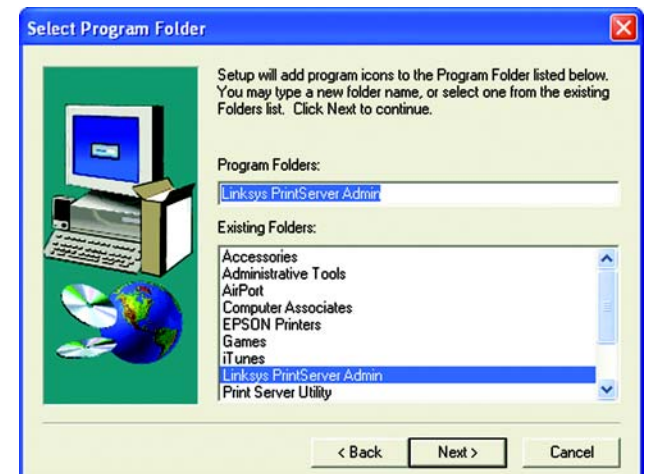 Select Program Folder
Setup will add program icons to the Program Folder listed below.
You may type a new folder name, or select one from the existing
Folders list. Click Next to continue.
Program Folders:
Linksys PrintServer Admin
Existing Folders:
Accessories
Administrative Tools
AirPort
Computer Associates
EPSON Printers
Games
iTunes
Linksys PrintServer Admin
Print Server Utility
< Back
Next >
Cancel